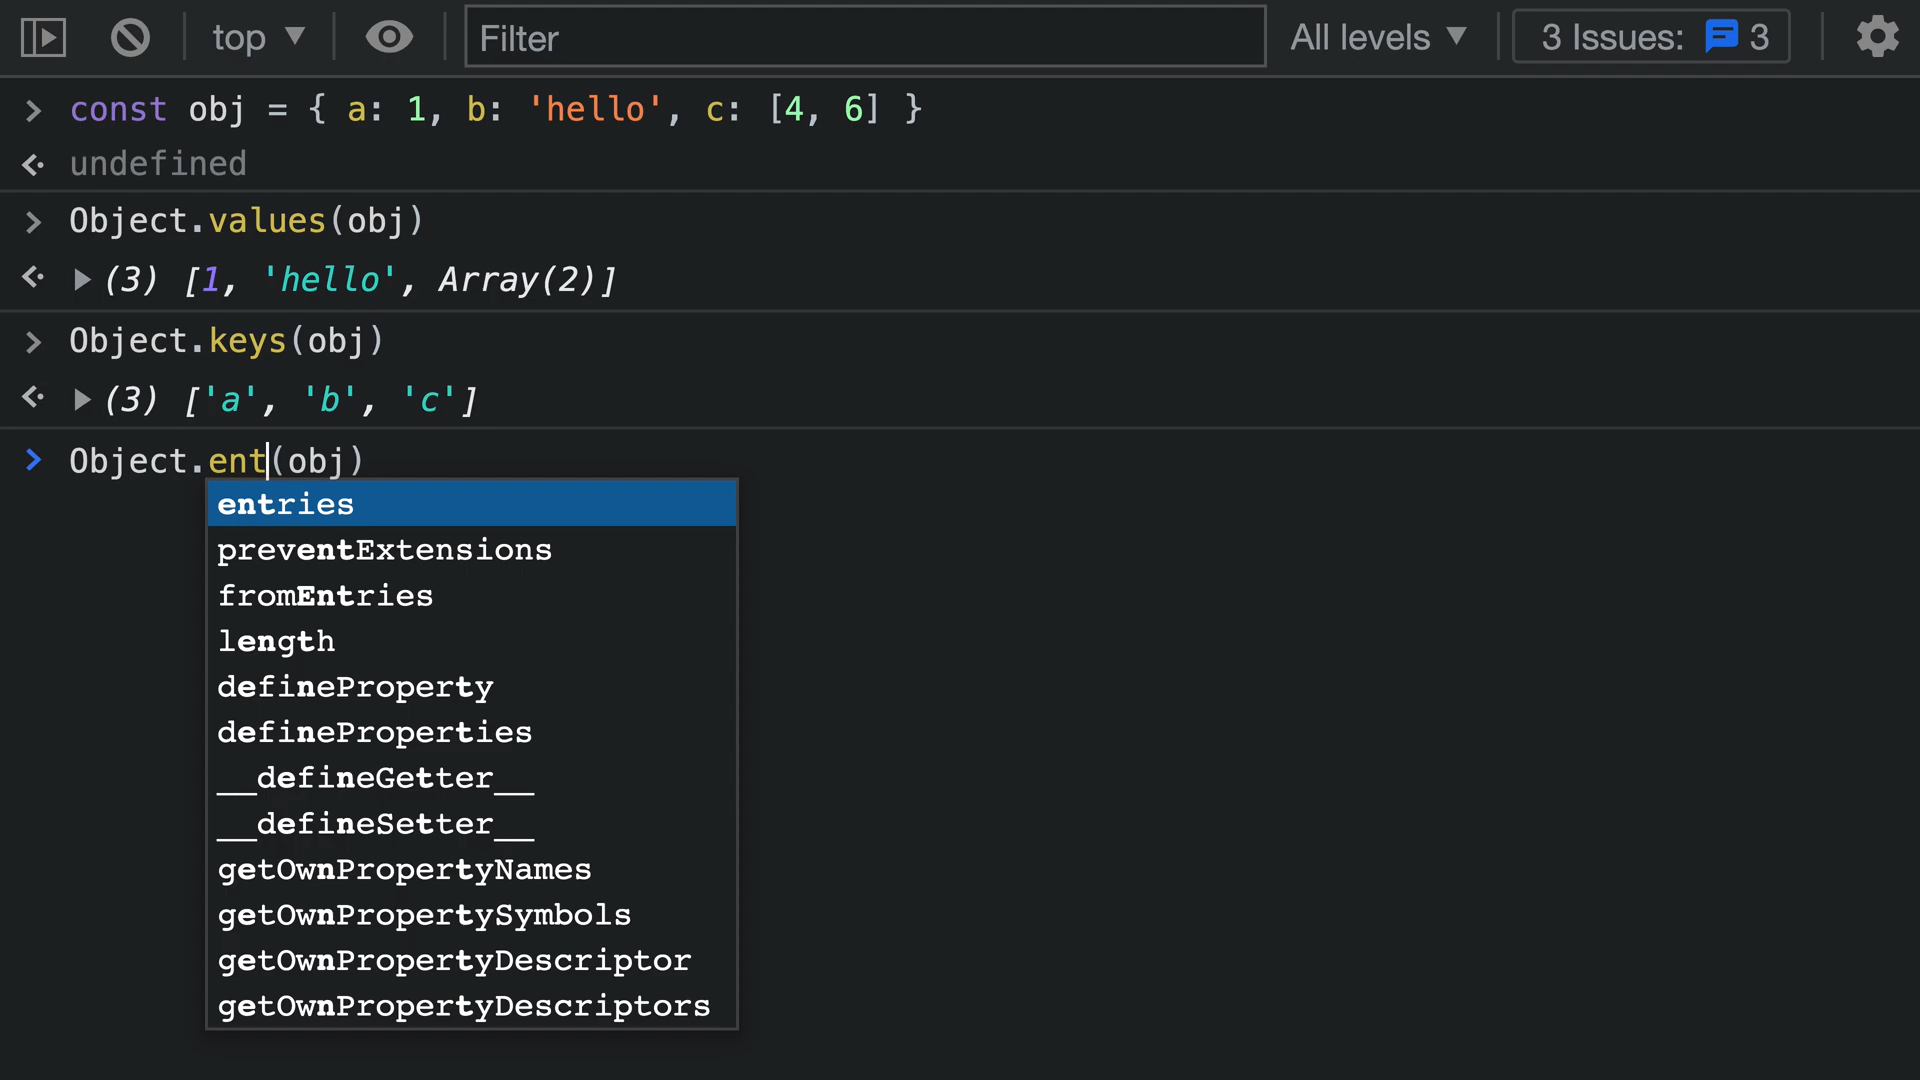 top ▼ Filter All levels ▼ 3 Issues: 3
> const obj = { a: 1, b: 'hello', c: [4, 6] }
undefined
> Object.values(obj)
▶ (3) [1, 'hello', Array(2)]
> Object.keys(obj)
▶ (3) ['a', 'b', 'c']
> Object.ent(obj)
entries
preventExtensions
fromEntries
length
defineProperty
defineProperties
__defineGetter__
__defineSetter__
getOwnPropertyNames
getOwnPropertySymbols
getOwnPropertyDescriptor
getOwnPropertyDescriptors